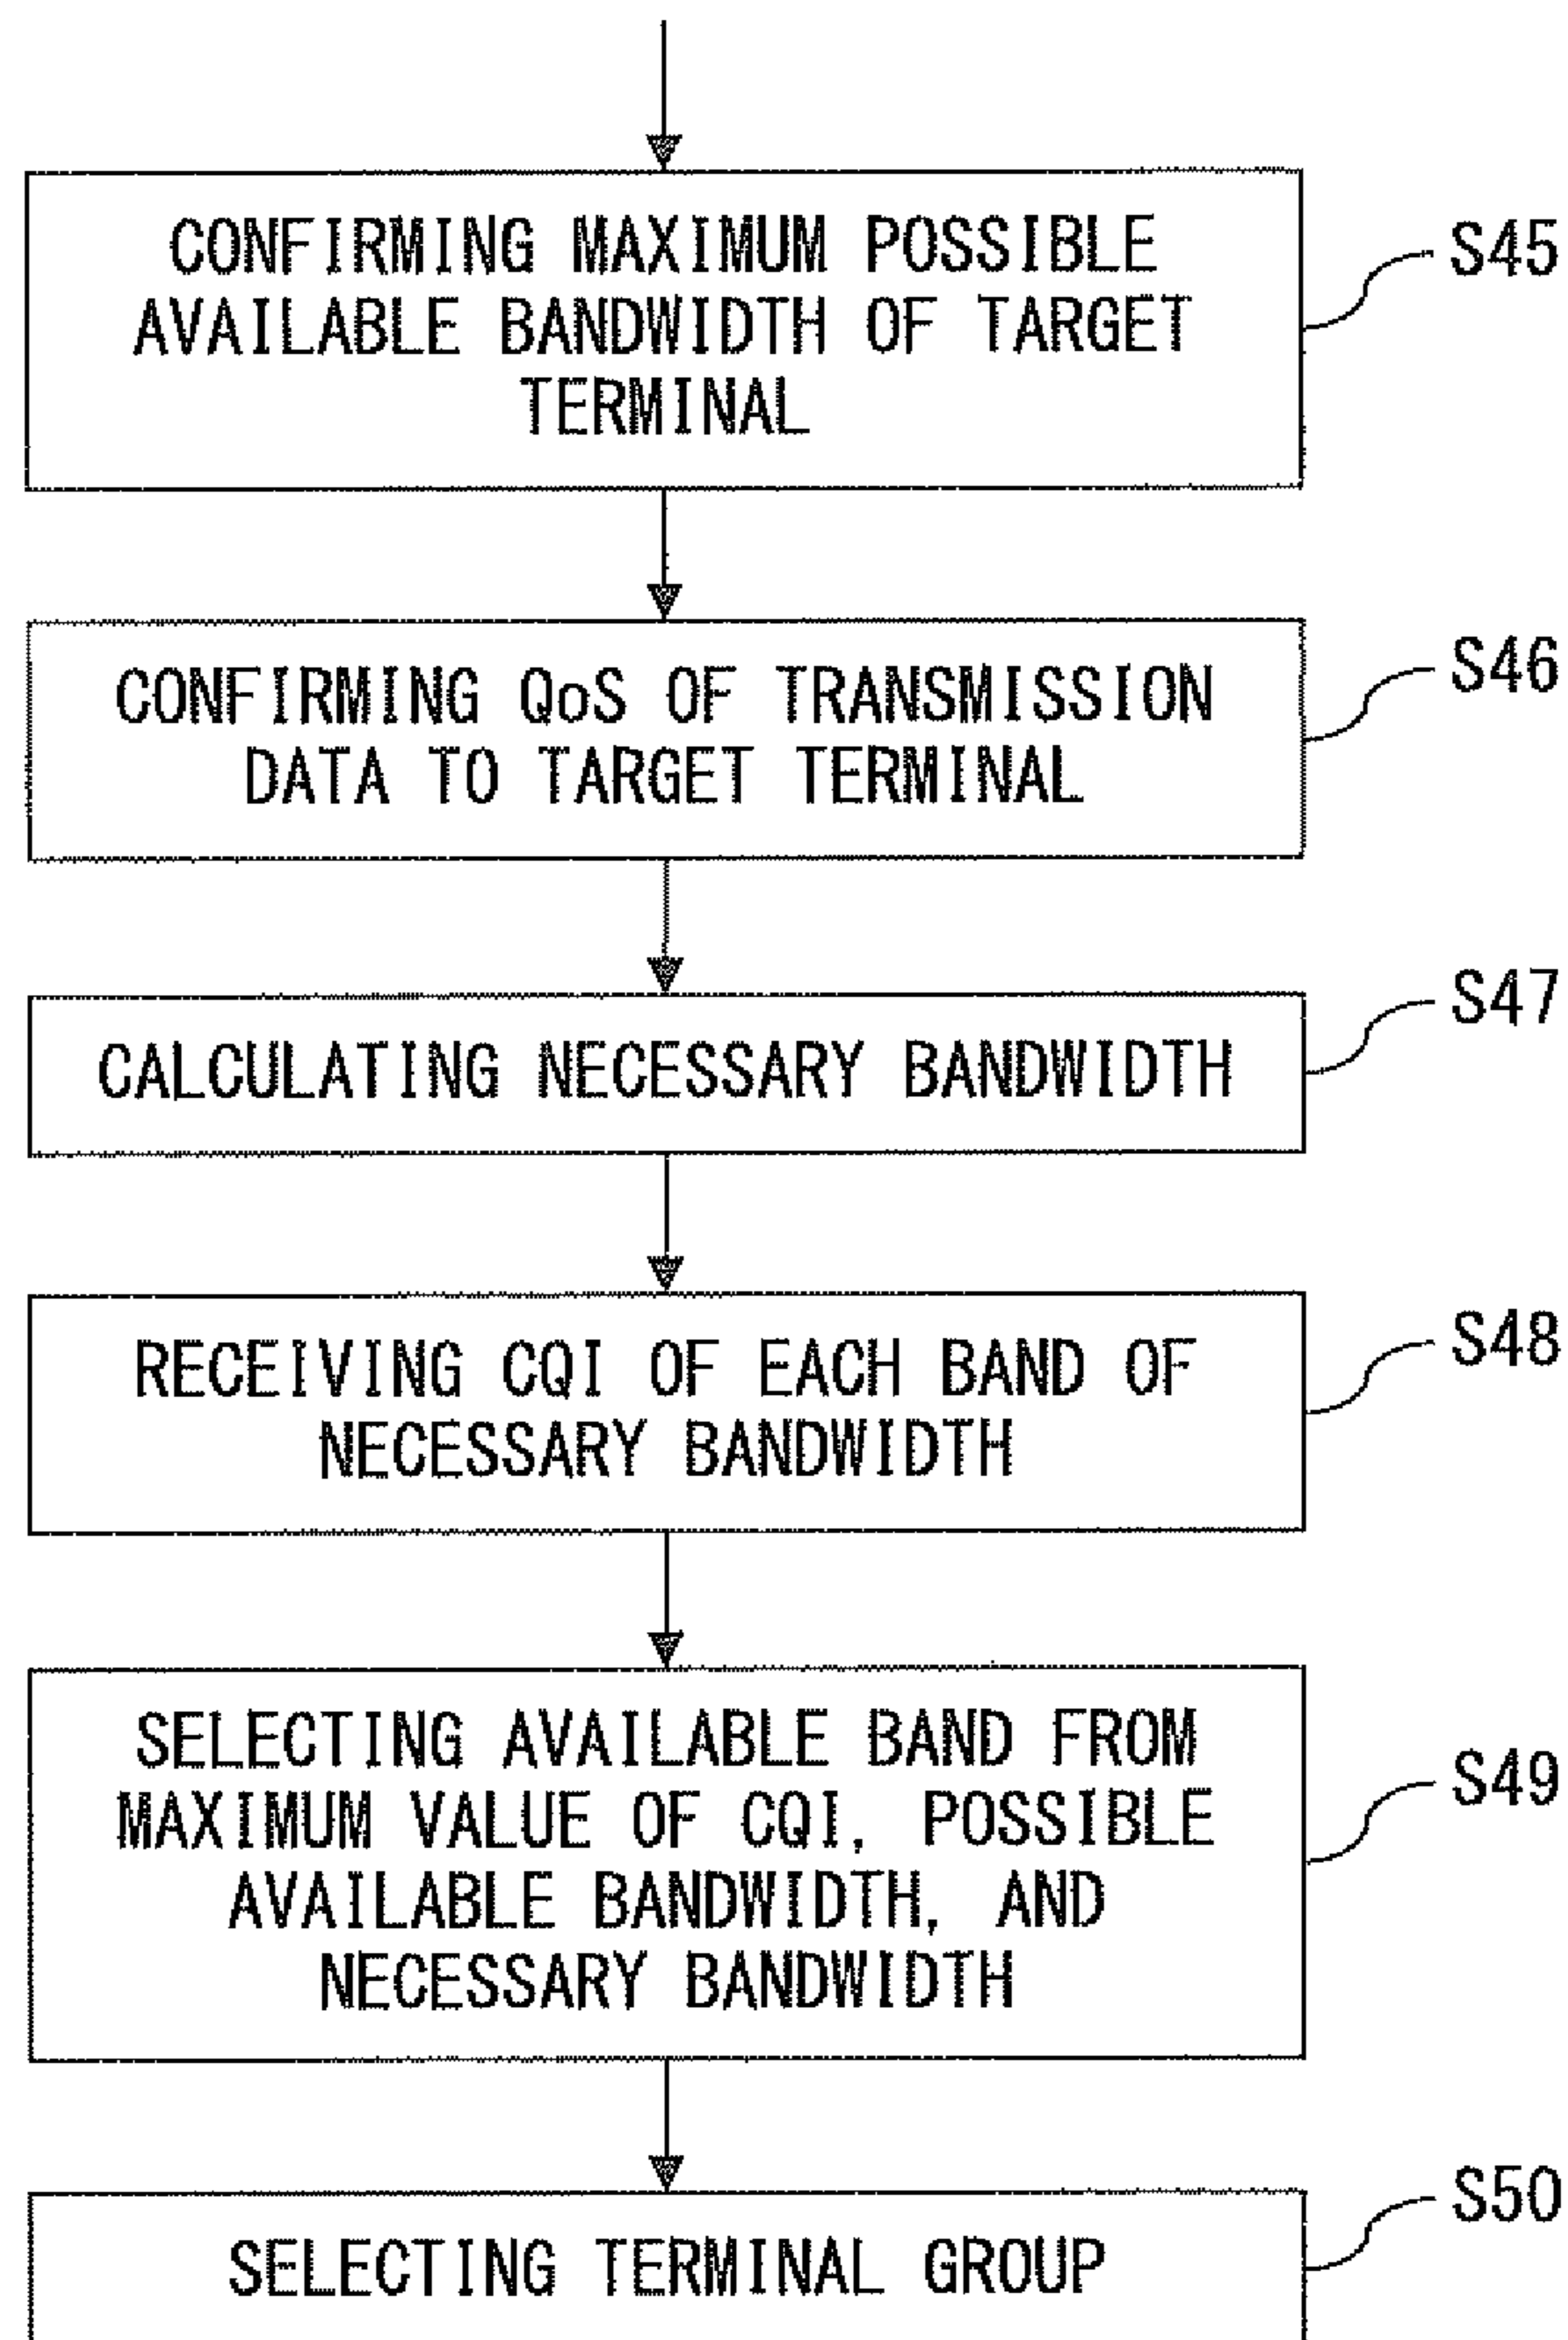 CONFIRMING MAXIMUM POSSIBLE
AVAILABLE BANDWIDTH OF TARGET
TERMINAL
S45
CONFIRMING QoS OF TRANSMISSION
DATA TO TARGET TERMINAL
S46
CALCULATING NECESSARY BANDWIDTH
S47
RECEIVING CQI OF EACH BAND OF
NECESSARY BANDWIDTH
S48
SELECTING AVAILABLE BAND FROM
MAXIMUM VALUE OF CQI, POSSIBLE
AVAILABLE BANDWIDTH, AND
NECESSARY BANDWIDTH
S49
SELECTING TERMINAL GROUP
S50